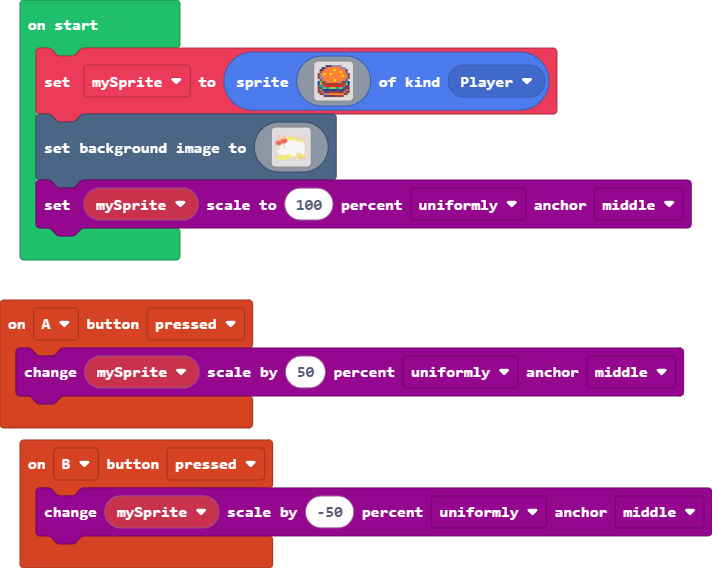 on start
set mySprite to sprite of kind Player
set background image to
set mySprite scale to 100 percent uniformly anchor middle
on A button pressed
change mySprite scale by 50 percent uniformly anchor middle
on B button pressed
change mySprite scale by -50 percent uniformly anchor middle